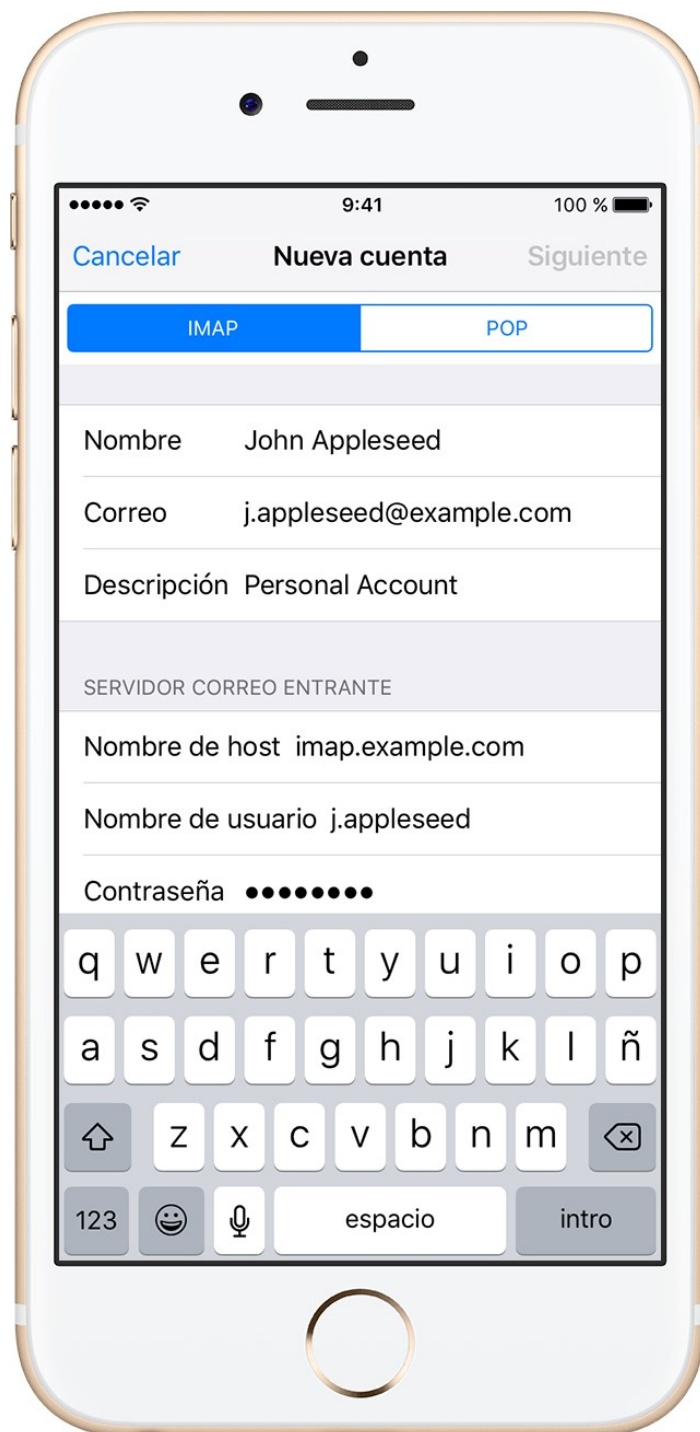 9:41 100 %
Cancelar Nueva cuenta Siguiente
IMAP POP
Nombre John Appleseed
Correo j.appleseed@example.com
Descripción Personal Account
SERVIDOR CORREO ENTRANTE
Nombre de host imap.example.com
Nombre de usuario j.appleseed
Contraseña ●●●●●●●●
q w e r t y u i o p
a s d f g h j k l ñ
z x c v b n m
123 espacio intro